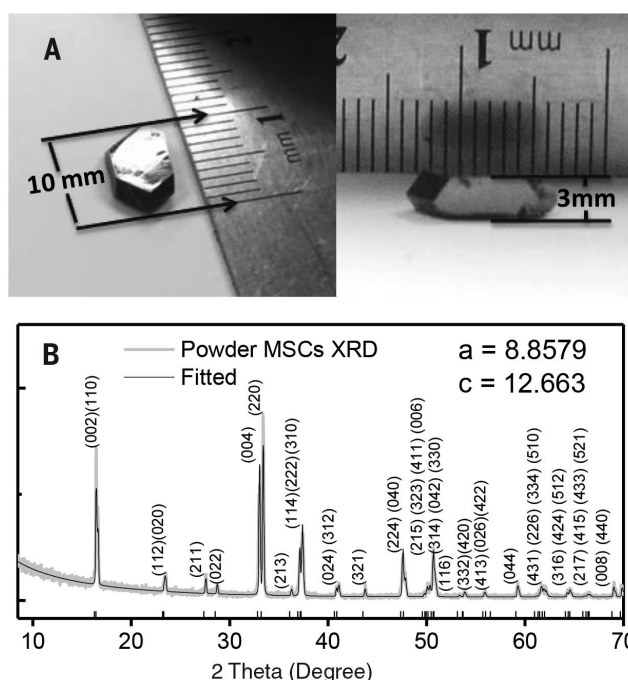 A
10 mm
2
1
mm
2
1
mm
3mm
B
Powder MSCs XRD
Fitted
a = 8.8579
c = 12.663
(002)(110)
(112)(020)
(211)
(022)
(004)
(220)
(213)
(114)(222)(310)
(024) (312)
(321)
(224) (040)
(215) (323) (411) (006)
(314) (042) (330)
(116)
(332)(420)
(413)(026)(422)
(044)
(431) (226) (334) (510)
(316) (424) (512)
(217) (415) (433) (521)
(008) (440)
10 20 30 40 50 60 70
2 Theta (Degree)